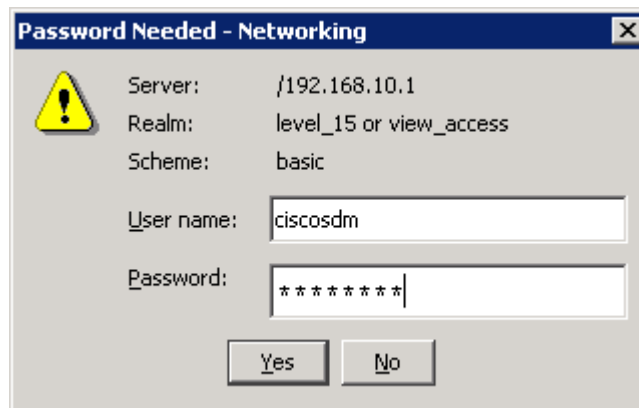 Password Needed - Networking
Server: /192.168.10.1
Realm: level_15 or view_access
Scheme: basic
User name: ciscosdm
Password: ********
Yes No